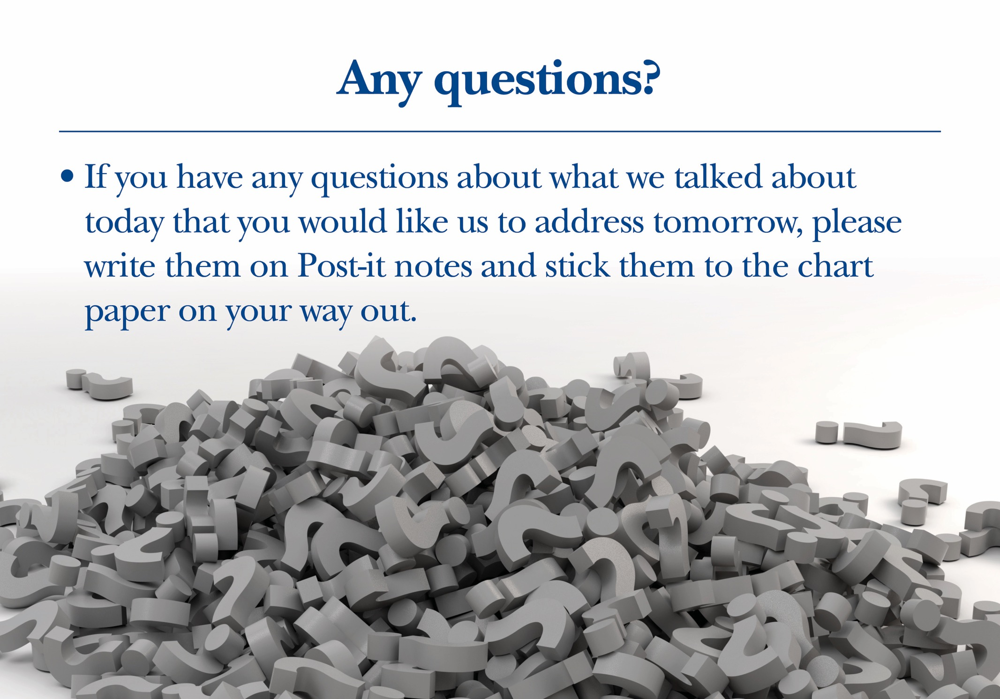 Any questions?
• If you have any questions about what we talked about
today that you would like us to address tomorrow, please
write them on Post-it notes and stick them to the chart
paper on your way out.